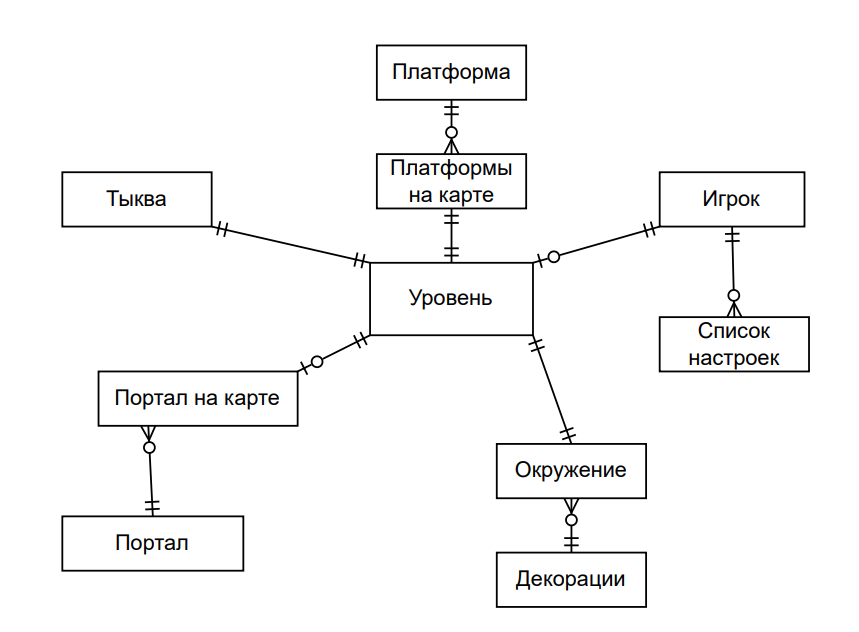 Платформа
Платформы
на карте
Тыква
Игрок
Уровень
Список
настроек
Портал на карте
Окружение
Портал
Декорации